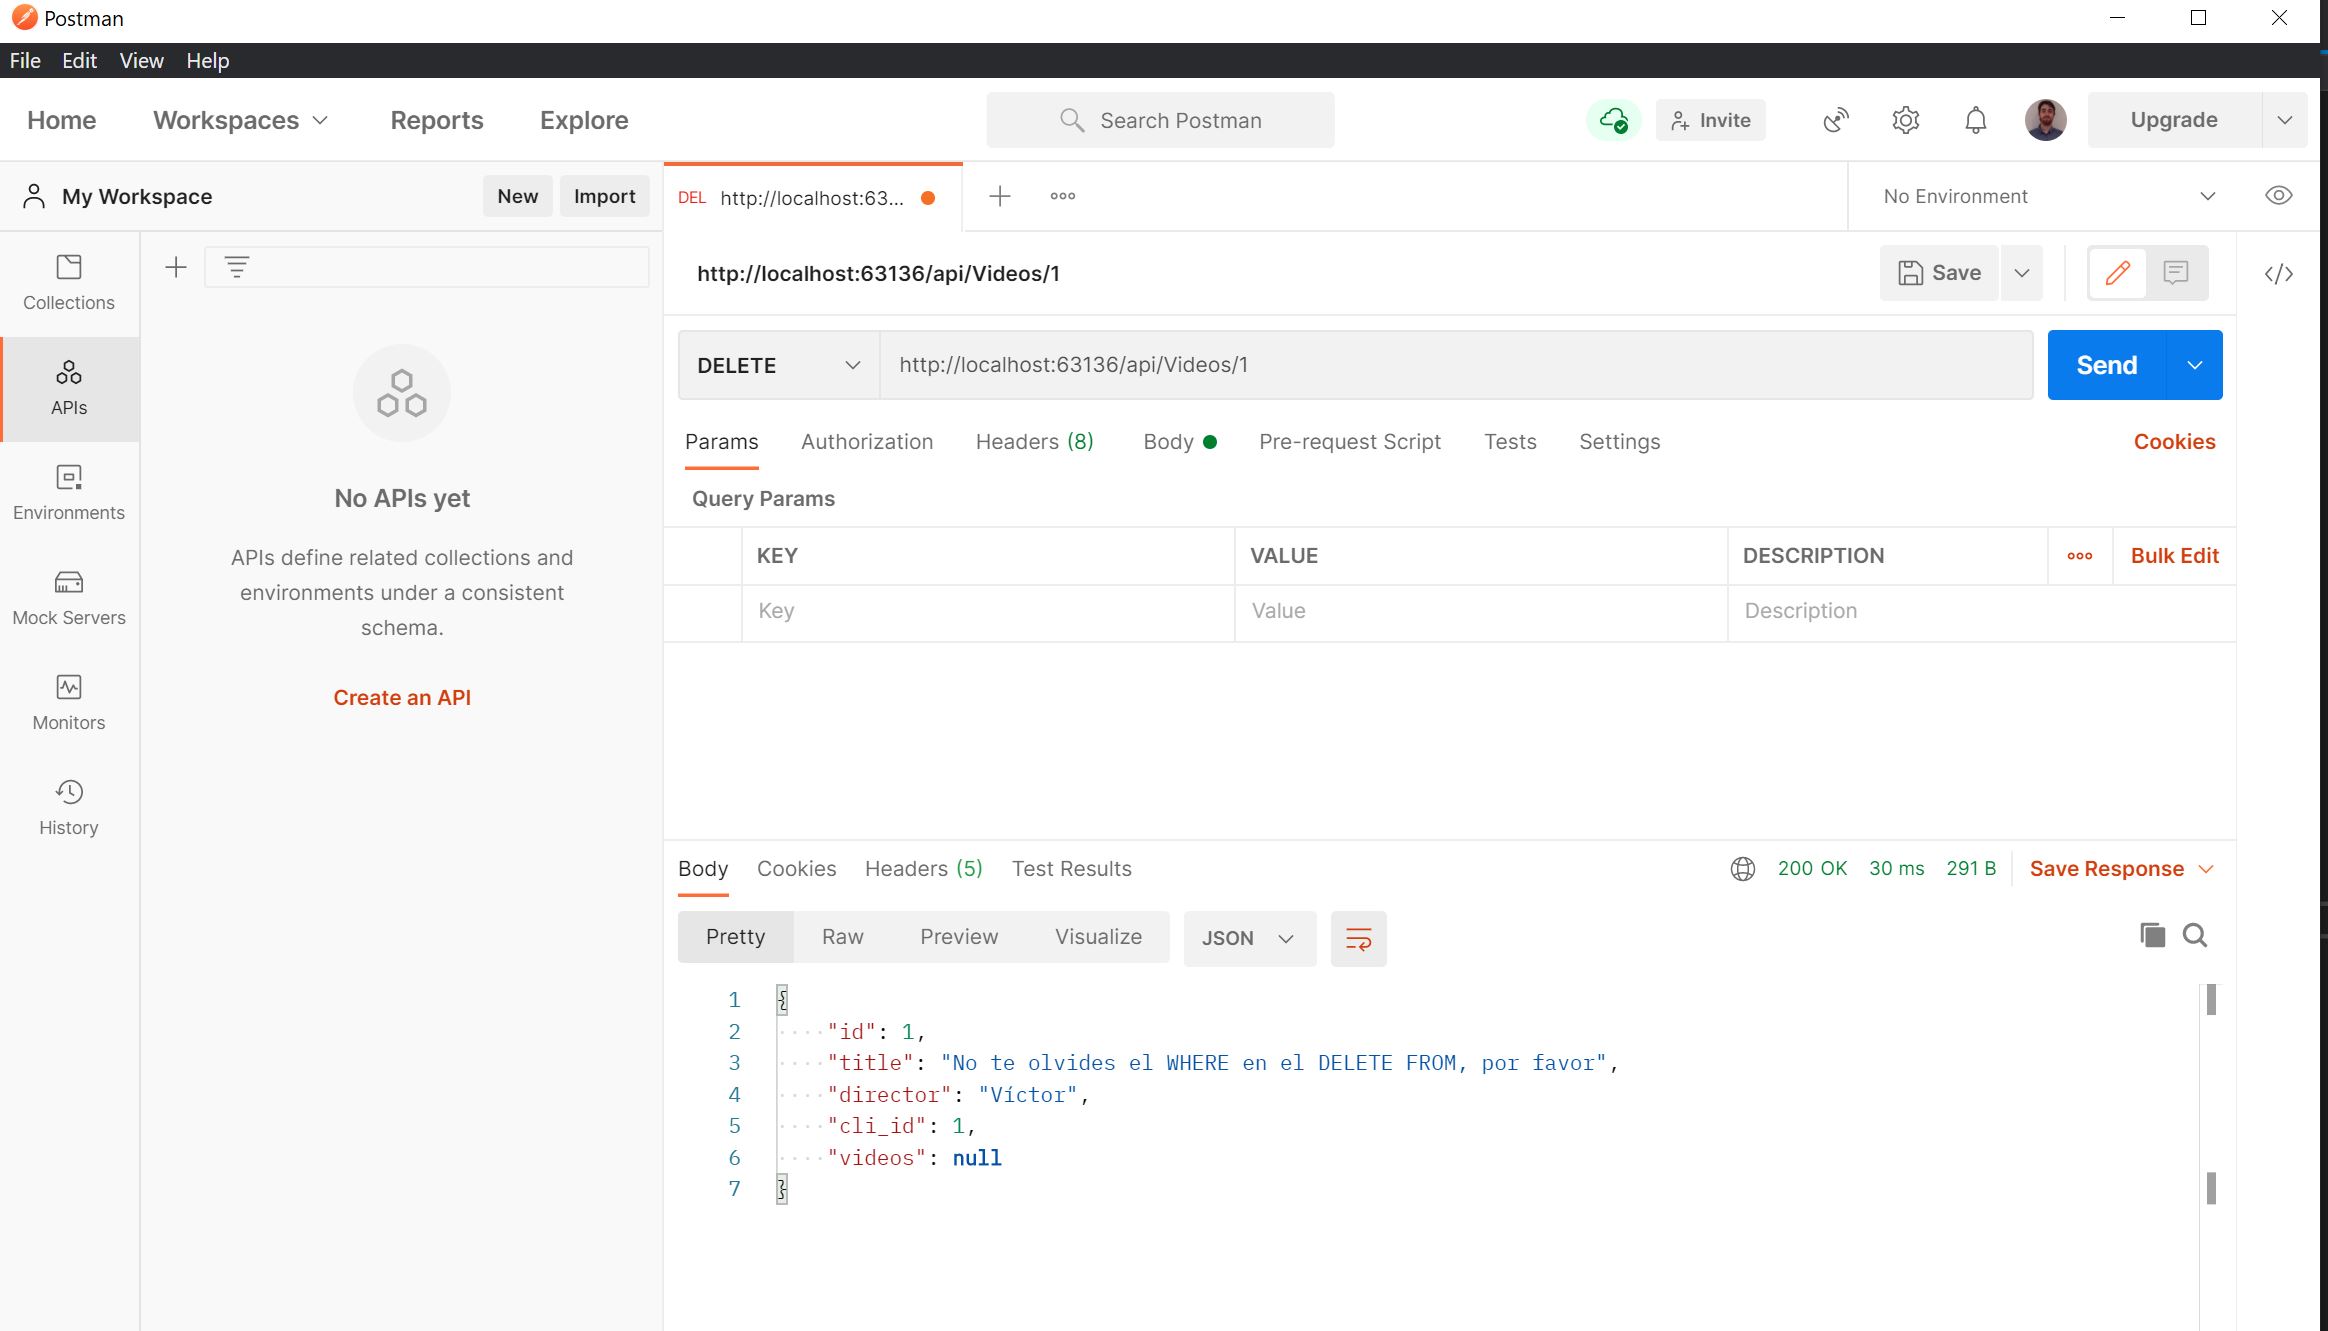 Postman
File Edit View Help
Home Workspaces Reports Explore Search Postman Invite Upgrade
My Workspace New Import DEL http://localhost:63... No Environment
http://localhost:63136/api/Videos/1 Save
Collections
APIs
Environments
Mock Servers
Monitors
History
No APIs yet
APIs define related collections and
environments under a consistent
schema.
Create an API
DELETE http://localhost:63136/api/Videos/1 Send
Params Authorization Headers (8) Body Pre-request Script Tests Settings Cookies
Query Params
KEY VALUE DESCRIPTION Bulk Edit
Key Value Description
Body Cookies Headers (5) Test Results 200 OK 30 ms 291 B Save Response
Pretty Raw Preview Visualize JSON
1 {
2 "id": 1,
3 "title": "No te olvides el WHERE en el DELETE FROM, por favor",
4 "director": "Víctor",
5 "cli_id": 1,
6 "videos": null
7 }